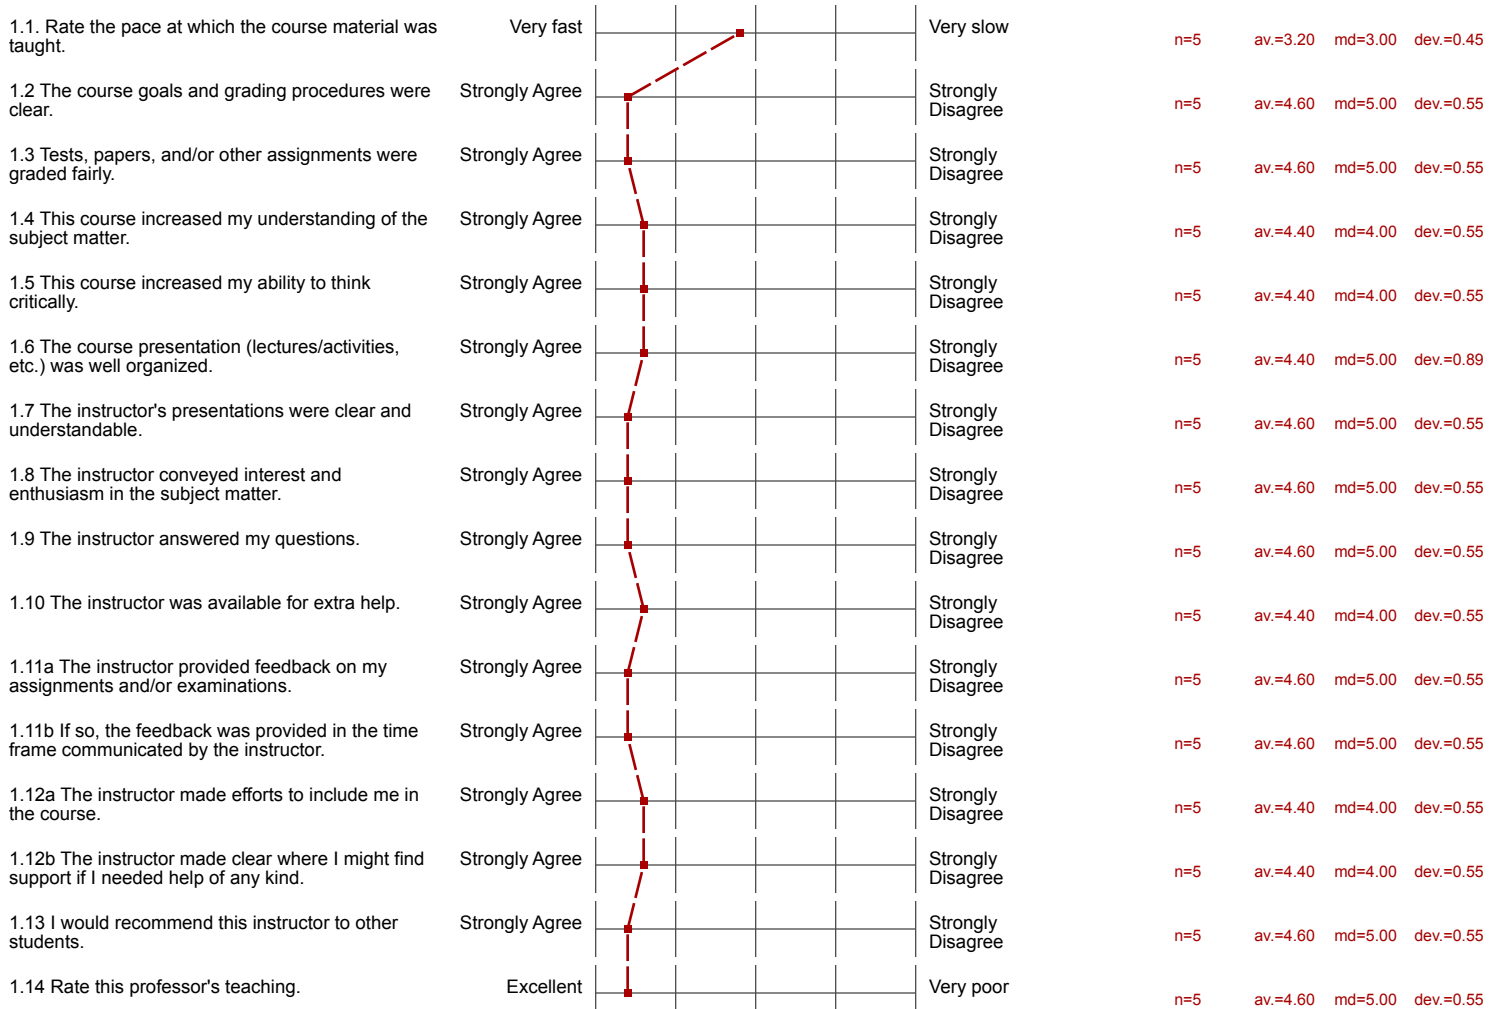 1.1. Rate the pace at which the course material was
taught.
Very fast
Very slow
n=5 av.=3.20 md=3.00 dev.=0.45
1.2 The course goals and grading procedures were
clear.
Strongly Agree
Strongly
Disagree
n=5 av.=4.60 md=5.00 dev.=0.55
1.3 Tests, papers, and/or other assignments were
graded fairly.
Strongly Agree
Strongly
Disagree
n=5 av.=4.60 md=5.00 dev.=0.55
1.4 This course increased my understanding of the
subject matter.
Strongly Agree
Strongly
Disagree
n=5 av.=4.40 md=4.00 dev.=0.55
1.5 This course increased my ability to think
critically.
Strongly Agree
Strongly
Disagree
n=5 av.=4.40 md=4.00 dev.=0.55
1.6 The course presentation (lectures/activities,
etc.) was well organized.
Strongly Agree
Strongly
Disagree
n=5 av.=4.40 md=5.00 dev.=0.89
1.7 The instructor's presentations were clear and
understandable.
Strongly Agree
Strongly
Disagree
n=5 av.=4.60 md=5.00 dev.=0.55
1.8 The instructor conveyed interest and
enthusiasm in the subject matter.
Strongly Agree
Strongly
Disagree
n=5 av.=4.60 md=5.00 dev.=0.55
1.9 The instructor answered my questions.
Strongly Agree
Strongly
Disagree
n=5 av.=4.60 md=5.00 dev.=0.55
1.10 The instructor was available for extra help.
Strongly Agree
Strongly
Disagree
n=5 av.=4.40 md=4.00 dev.=0.55
1.11a The instructor provided feedback on my
assignments and/or examinations.
Strongly Agree
Strongly
Disagree
n=5 av.=4.60 md=5.00 dev.=0.55
1.11b If so, the feedback was provided in the time
frame communicated by the instructor.
Strongly Agree
Strongly
Disagree
n=5 av.=4.60 md=5.00 dev.=0.55
1.12a The instructor made efforts to include me in
the course.
Strongly Agree
Strongly
Disagree
n=5 av.=4.40 md=4.00 dev.=0.55
1.12b The instructor made clear where I might find
support if I needed help of any kind.
Strongly Agree
Strongly
Disagree
n=5 av.=4.40 md=4.00 dev.=0.55
1.13 I would recommend this instructor to other
students.
Strongly Agree
Strongly
Disagree
n=5 av.=4.60 md=5.00 dev.=0.55
1.14 Rate this professor's teaching.
Excellent
Very poor
n=5 av.=4.60 md=5.00 dev.=0.55